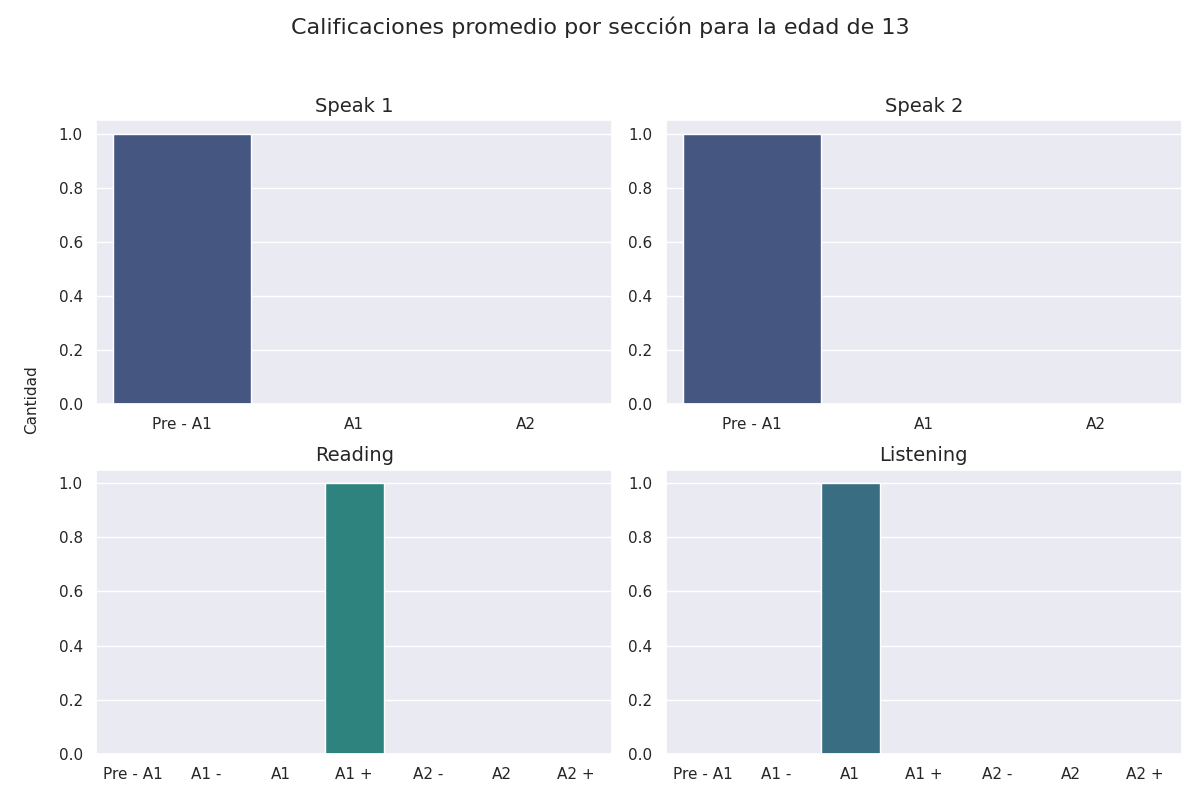 Calificaciones promedio por sección para la edad de 13
Speak 1
1.0
0.8
0.6
0.4
0.2
0.0
Pre - A1 A1 A2
Speak 2
1.0
0.8
0.6
0.4
0.2
0.0
Pre - A1 A1 A2
Cantidad
Reading
1.0
0.8
0.6
0.4
0.2
0.0
Pre - A1 A1 - A1 A1 + A2 - A2 A2 +
Listening
1.0
0.8
0.6
0.4
0.2
0.0
Pre - A1 A1 - A1 A1 + A2 - A2 A2 +